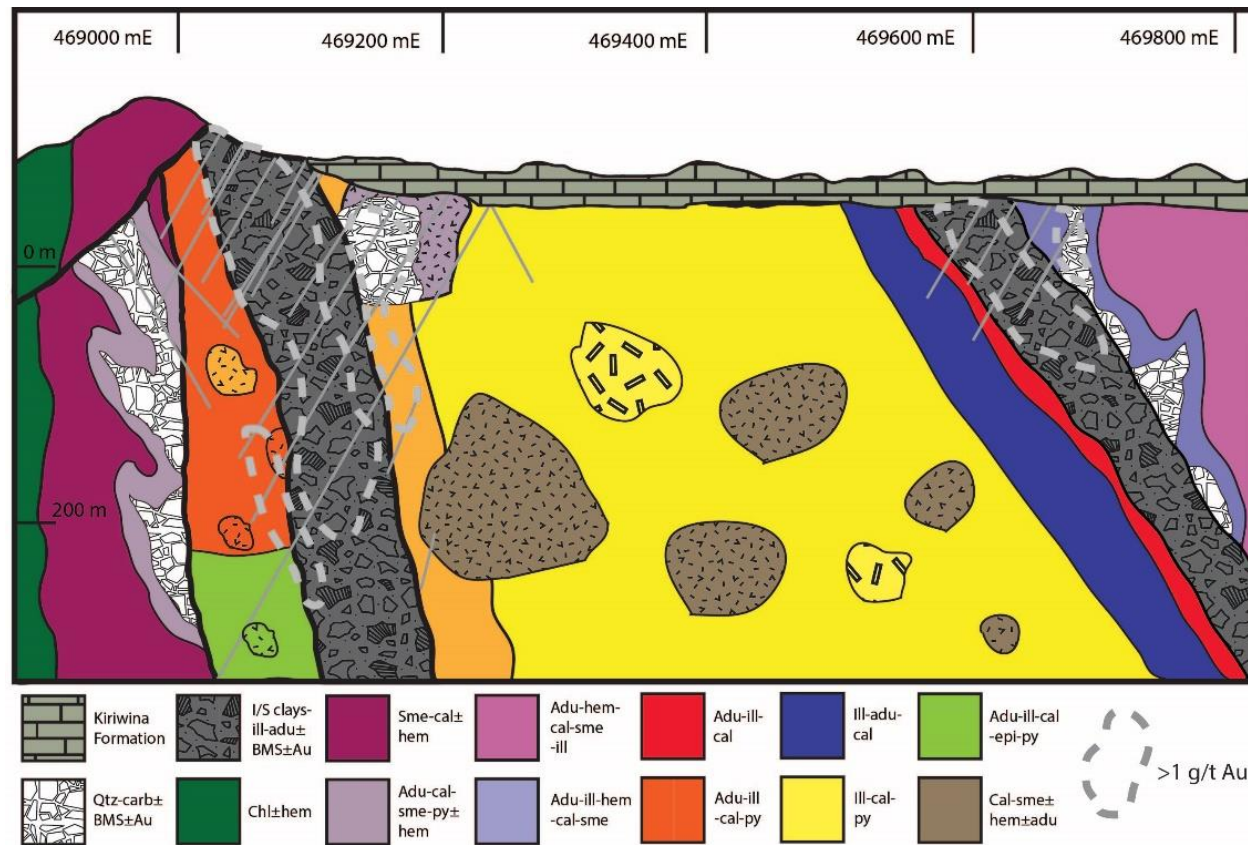 469000 mE
469200 mE
469400 mE
469600 mE
469800 mE
0 m
200 m
Kiriwina
Formation
I/S clays-
ill-adu±
BMS±Au
Sme-cal±
hem
Adu-hem-
cal-sme
-ill
Adu-ill-
cal
Ill-adu-
cal
Adu-ill-cal
-epi-py
>1 g/t Au
Qtz-carb±
BMS±Au
Chl±hem
Adu-cal-
sme-py±
hem
Adu-ill-hem
-cal-sme
Adu-ill
-cal-py
Ill-cal-
py
Cal-sme±
hem±adu